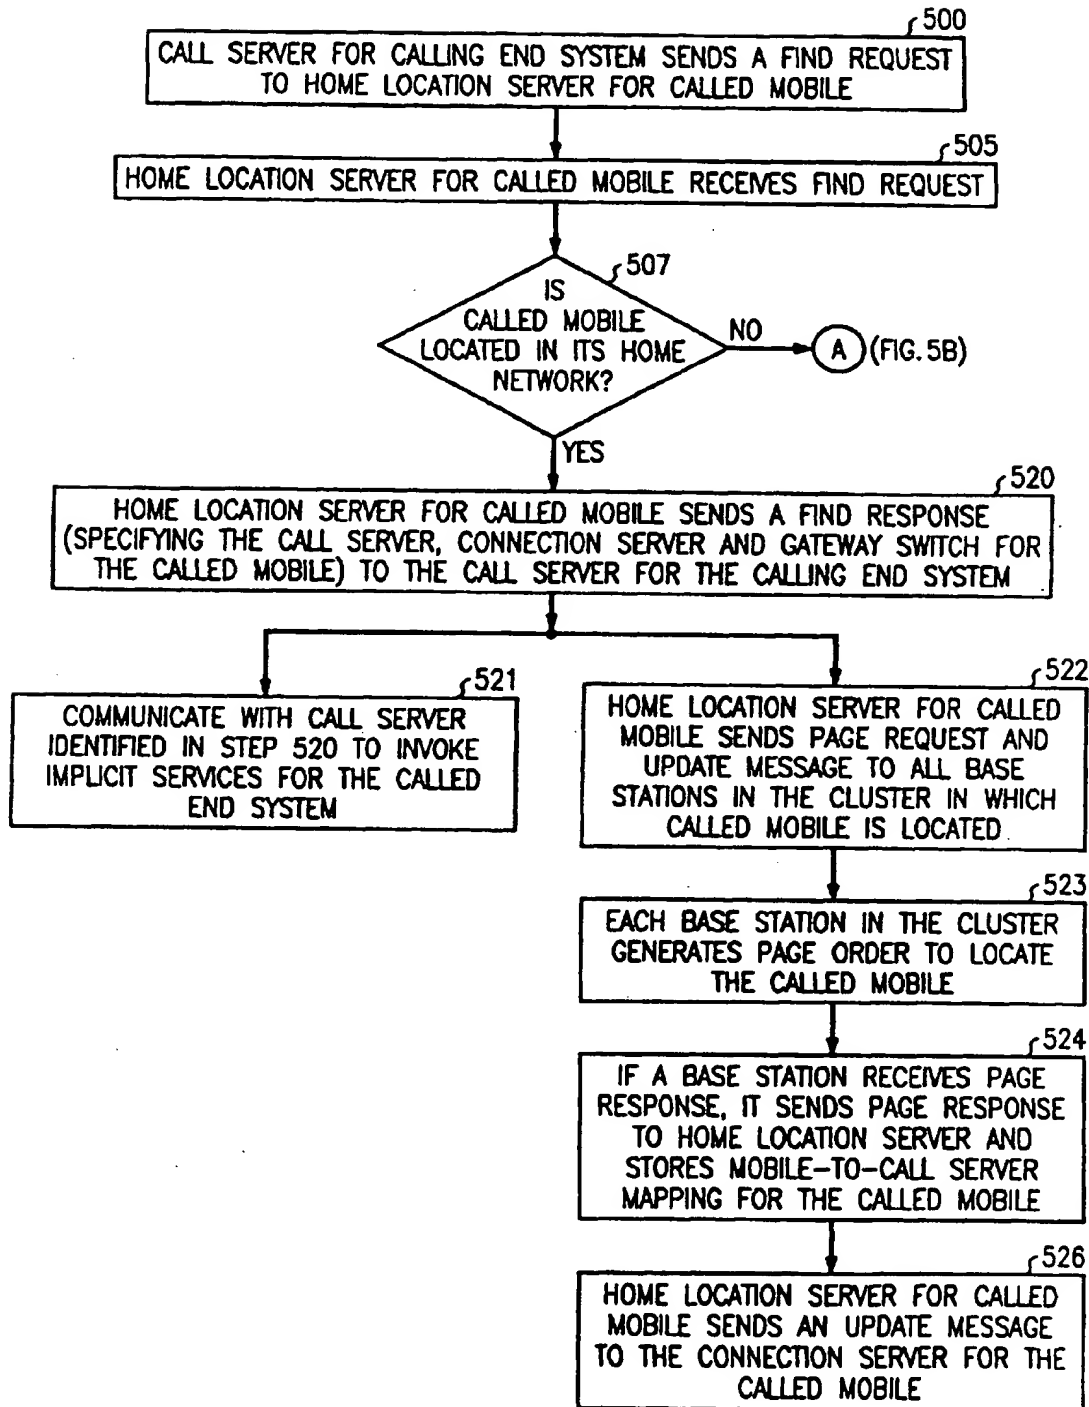 500
CALL SERVER FOR CALLING END SYSTEM SENDS A FIND REQUEST
TO HOME LOCATION SERVER FOR CALLED MOBILE
505
HOME LOCATION SERVER FOR CALLED MOBILE RECEIVES FIND REQUEST
507
IS
CALLED MOBILE
LOCATED IN ITS HOME
NETWORK?
NO
A
(FIG. 5B)
YES
520
HOME LOCATION SERVER FOR CALLED MOBILE SENDS A FIND RESPONSE
(SPECIFYING THE CALL SERVER, CONNECTION SERVER AND GATEWAY SWITCH FOR
THE CALLED MOBILE) TO THE CALL SERVER FOR THE CALLING END SYSTEM
521
COMMUNICATE WITH CALL SERVER
IDENTIFIED IN STEP 520 TO INVOKE
IMPLICIT SERVICES FOR THE CALLED
END SYSTEM
522
HOME LOCATION SERVER FOR CALLED
MOBILE SENDS PAGE REQUEST AND
UPDATE MESSAGE TO ALL BASE
STATIONS IN THE CLUSTER IN WHICH
CALLED MOBILE IS LOCATED
523
EACH BASE STATION IN THE CLUSTER
GENERATES PAGE ORDER TO LOCATE
THE CALLED MOBILE
524
IF A BASE STATION RECEIVES PAGE
RESPONSE, IT SENDS PAGE RESPONSE
TO HOME LOCATION SERVER AND
STORES MOBILE-TO-CALL SERVER
MAPPING FOR THE CALLED MOBILE
526
HOME LOCATION SERVER FOR CALLED
MOBILE SENDS AN UPDATE MESSAGE
TO THE CONNECTION SERVER FOR THE
CALLED MOBILE